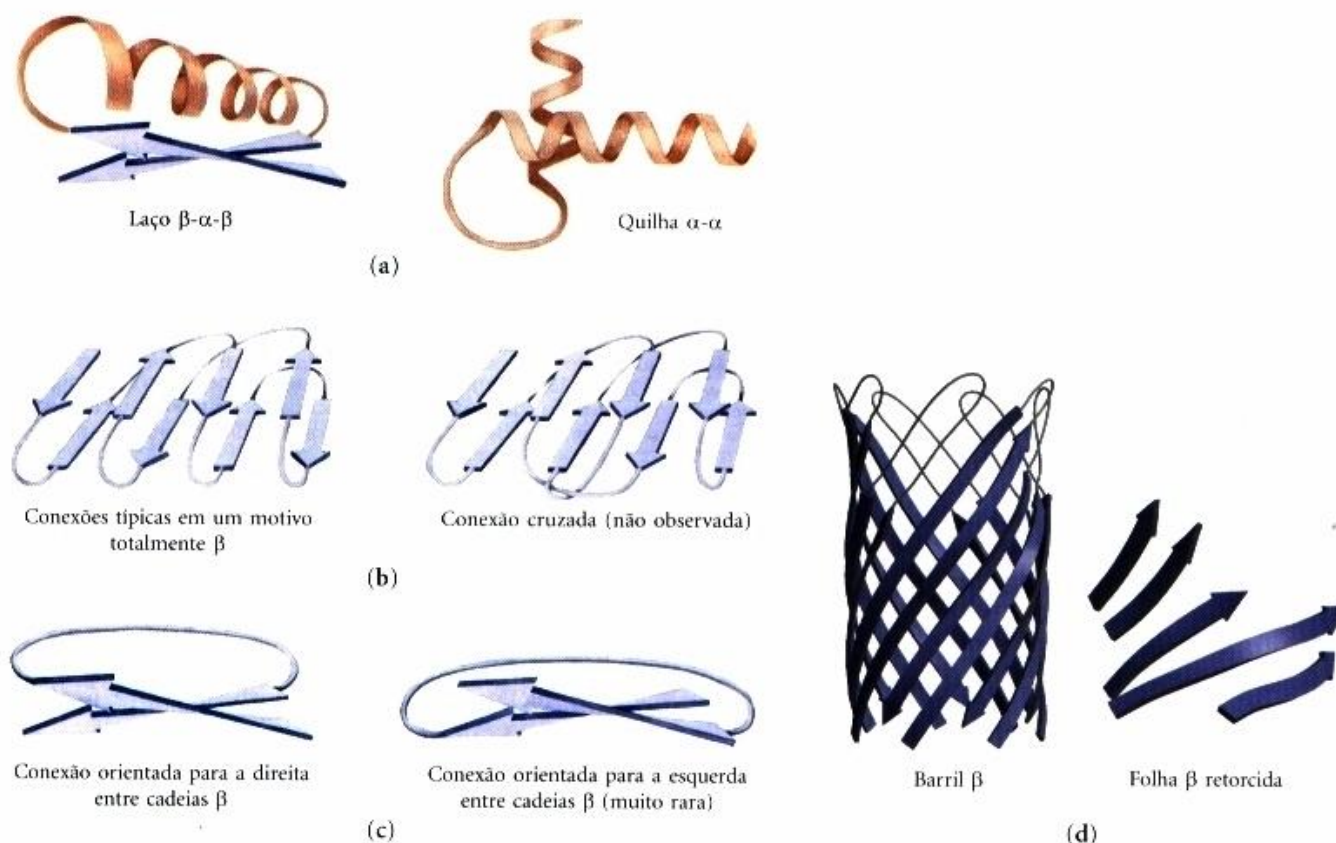 Laço β-α-β
Quilha α-α
(a)
Conexões típicas em um motivo
totalmente β
Conexão cruzada (não observada)
(b)
Conexão orientada para a direita
entre cadeias β
Conexão orientada para a esquerda
entre cadeias β (muito rara)
(c)
Barril β
Folha β retorcida
(d)